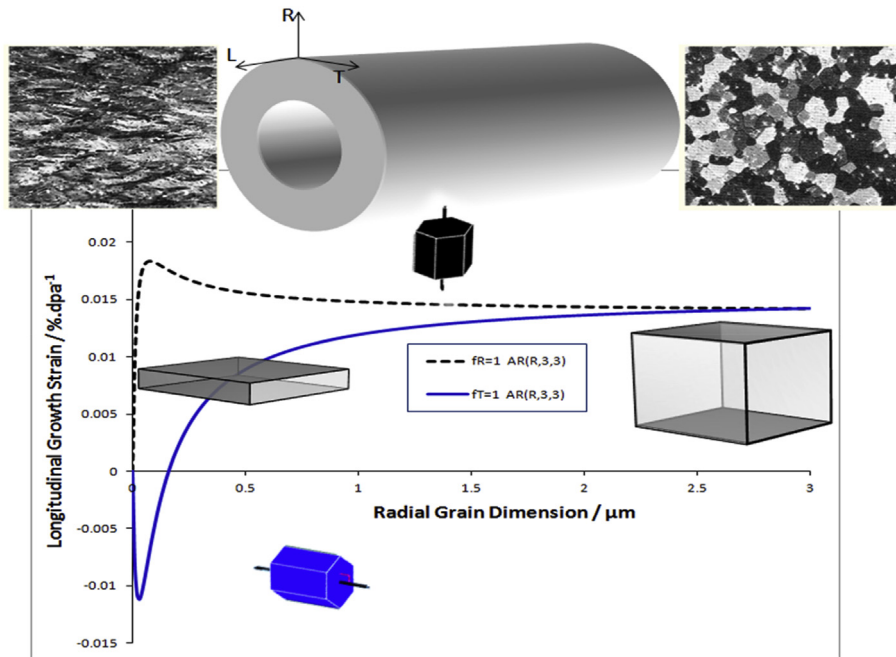 R
L
T
Longitudinal Growth Strain / %.dpa-1
0.02
0.015
0.01
0.005
0
-0.005
-0.01
-0.015
fR=1 AR(R,3,3)
fT=1 AR(R,3,3)
0
0.5
1
1.5
2
2.5
3
Radial Grain Dimension / µm